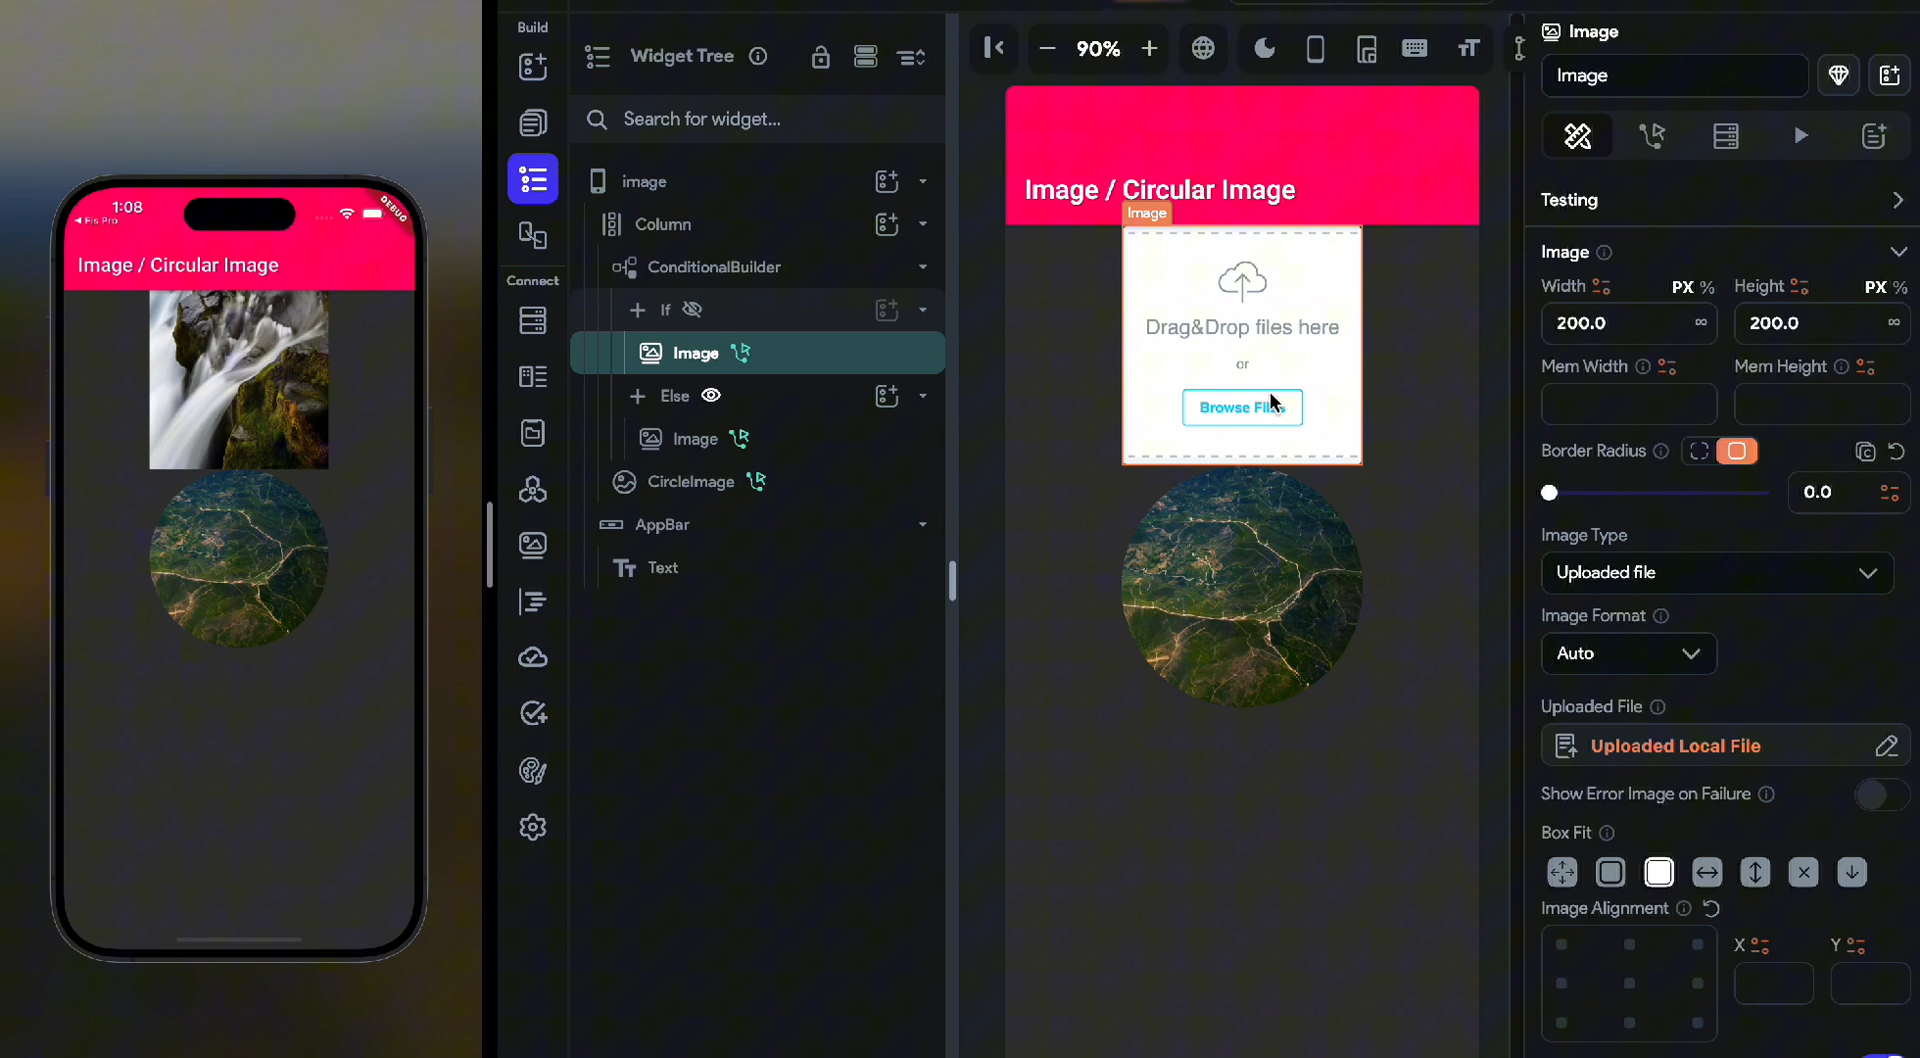 1:08
Fis Pro
DEBUG
Image / Circular Image
Build
Connect
Widget Tree
Search for widget...
image
Column
ConditionalBuilder
If
Image
Else
Image
CircleImage
AppBar
Text
90%
Image / Circular Image
Image
Drag&Drop files here
or
Browse
Image
Image
Testing
Image
Width PX % Height PX %
200.0 ∞ 200.0 ∞
Mem Width Mem Height
Border Radius
0.0
Image Type
Uploaded file
Image Format
Auto
Uploaded File
Uploaded Local File
Show Error Image on Failure
Box Fit
Image Alignment
X Y